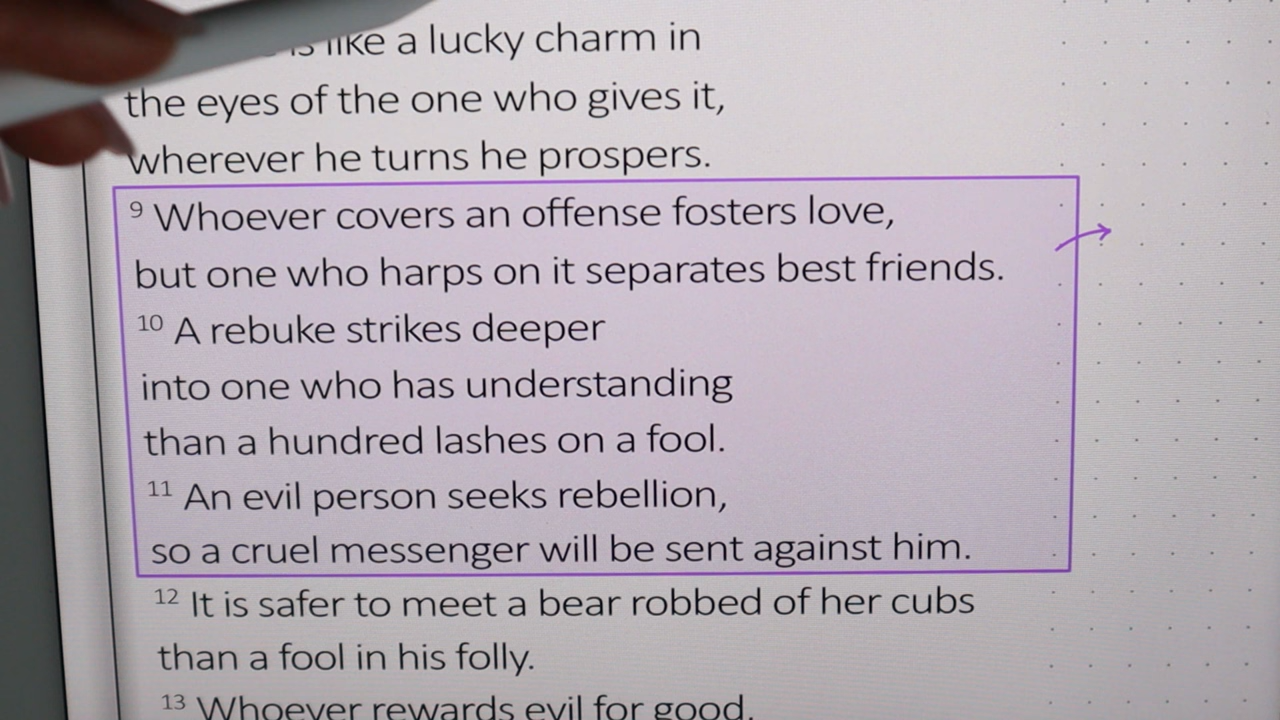 is like a lucky charm in
the eyes of the one who gives it,
wherever he turns he prospers.
9 Whoever covers an offense fosters love,
but one who harps on it separates best friends.
10 A rebuke strikes deeper
into one who has understanding
than a hundred lashes on a fool.
11 An evil person seeks rebellion,
so a cruel messenger will be sent against him.
12 It is safer to meet a bear robbed of her cubs
than a fool in his folly.
13 Whoever rewards evil for good,